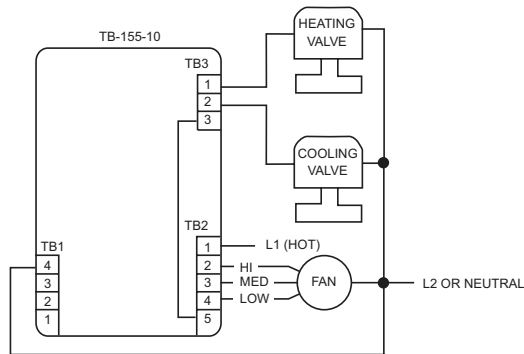 TB-155-10
HEATING
VALVE
TB3
1
2
3
COOLING
VALVE
TB2
1
L1 (HOT)
2
HI
3
MED
4
LOW
5
FAN
L2 OR NEUTRAL
TB1
4
3
2
1